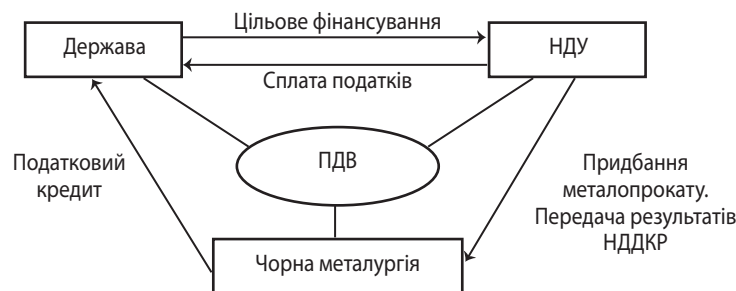 Цільове фінансування
Держава
НДУ
Сплата податків
Податковий
кредит
ПДВ
Придбання
металопрокату.
Передача результатів
НДДКР
Чорна металургія